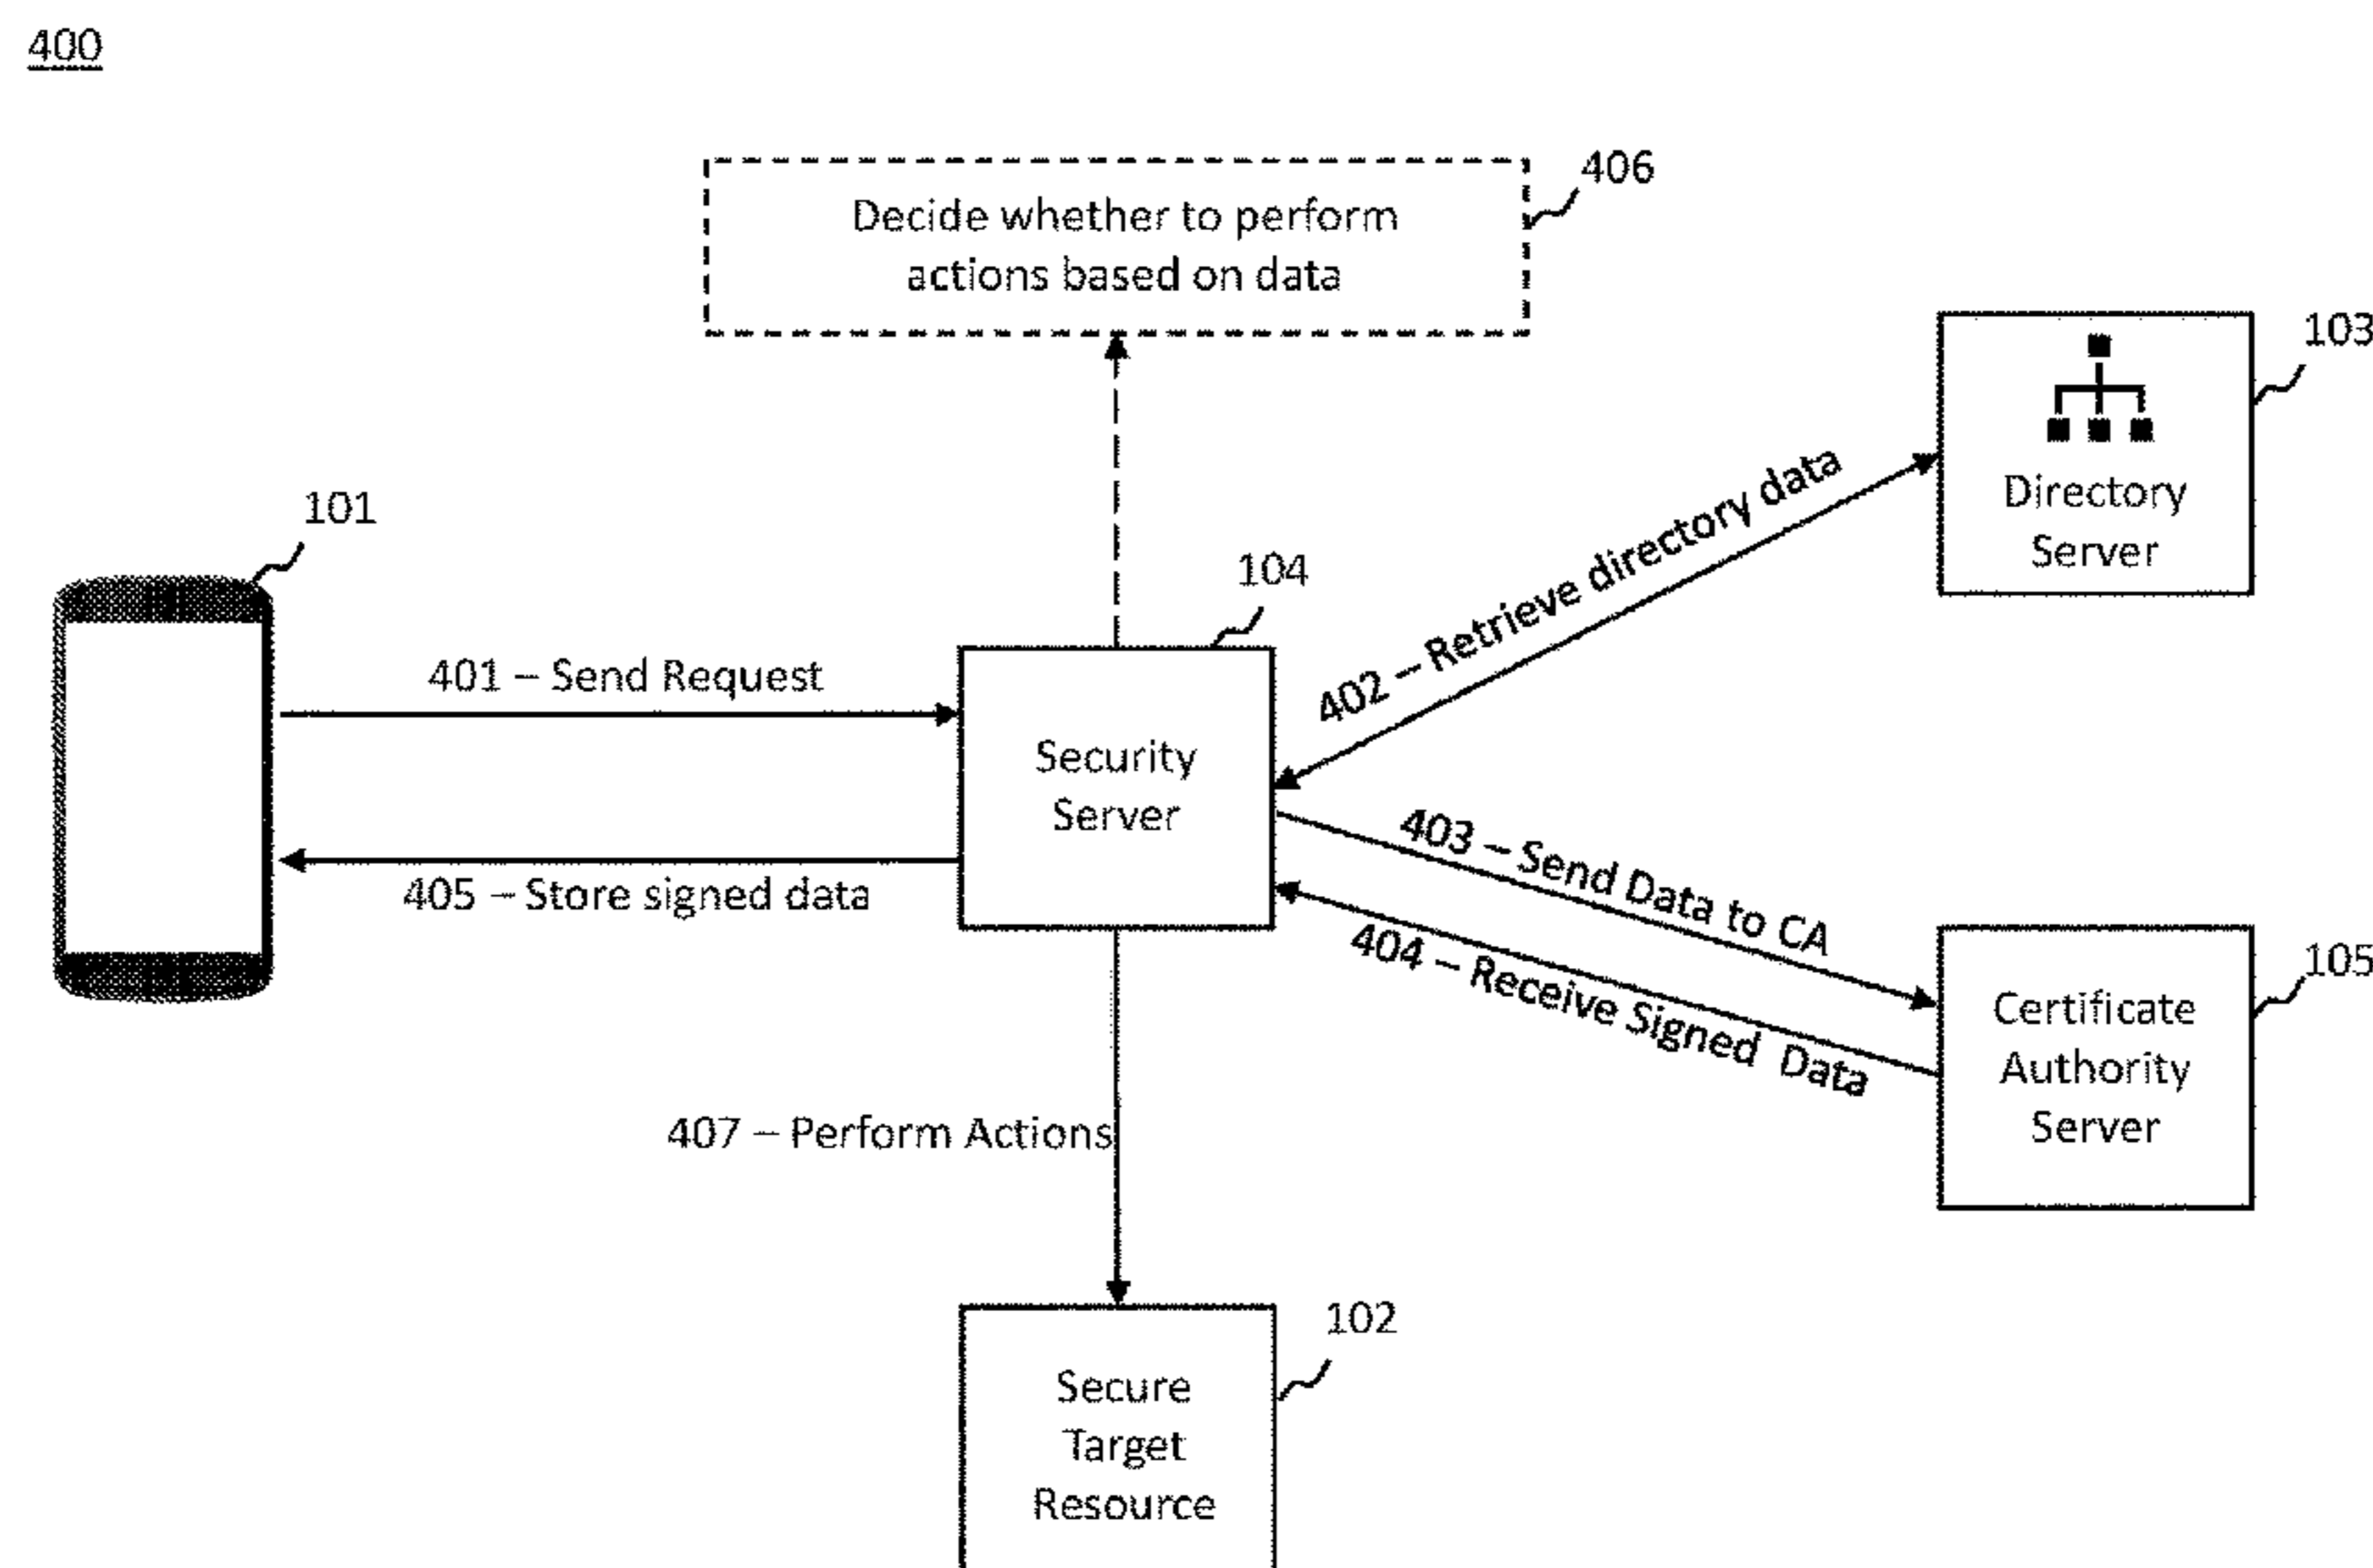 400
406
Decide whether to perform
actions based on data
103
Directory
Server
101
402 – Retrieve directory data
104
401 – Send Request
Security
Server
405 – Store signed data
403 – Send Data to CA
404 – Receive Signed Data
105
Certificate
Authority
Server
407 – Perform Actions
102
Secure
Target
Resource